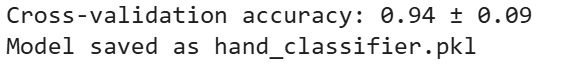 Cross-validation accuracy: 0.94 ± 0.09
Model saved as hand_classifier.pkl